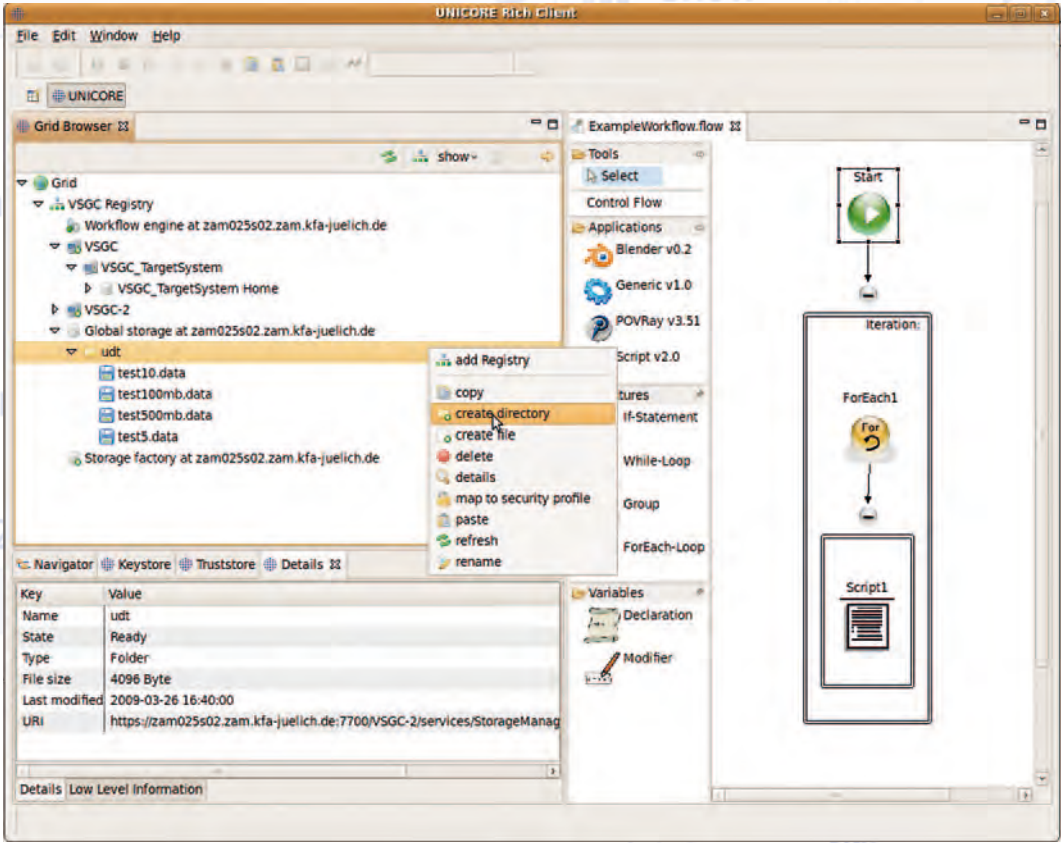 UNICORE Rich Client
File Edit Window Help
UNICORE
Grid Browser
show
Grid
VSGC Registry
Workflow engine at zam025s02.zam.kfa-juelich.de
VSGC
VSGC_TargetSystem
VSGC_TargetSystem Home
VSGC-2
Global storage at zam025s02.zam.kfa-juelich.de
udt
test10.data
test100mb.data
test500mb.data
test5.data
Storage factory at zam025s02.zam.kfa-juelich.de
add Registry
copy
create directory
create file
delete
details
map to security profile
paste
refresh
rename
Navigator Keystore Truststore Details
Key Value
Name udt
State Ready
Type Folder
File size 4096 Byte
Last modified 2009-03-26 16:40:00
URI https://zam025s02.zam.kfa-juelich.de:7700/VSGC-2/services/StorageManag
Details Low Level Information
ExampleWorkflow.flow
Tools
Select
Control Flow
Applications
Blender v0.2
Generic v1.0
POVRay v3.51
Script v2.0
tures
If-Statement
While-Loop
Group
ForEach-Loop
Variables
Declaration
Modifier
Start
Iteration:
ForEach1
For
Script1